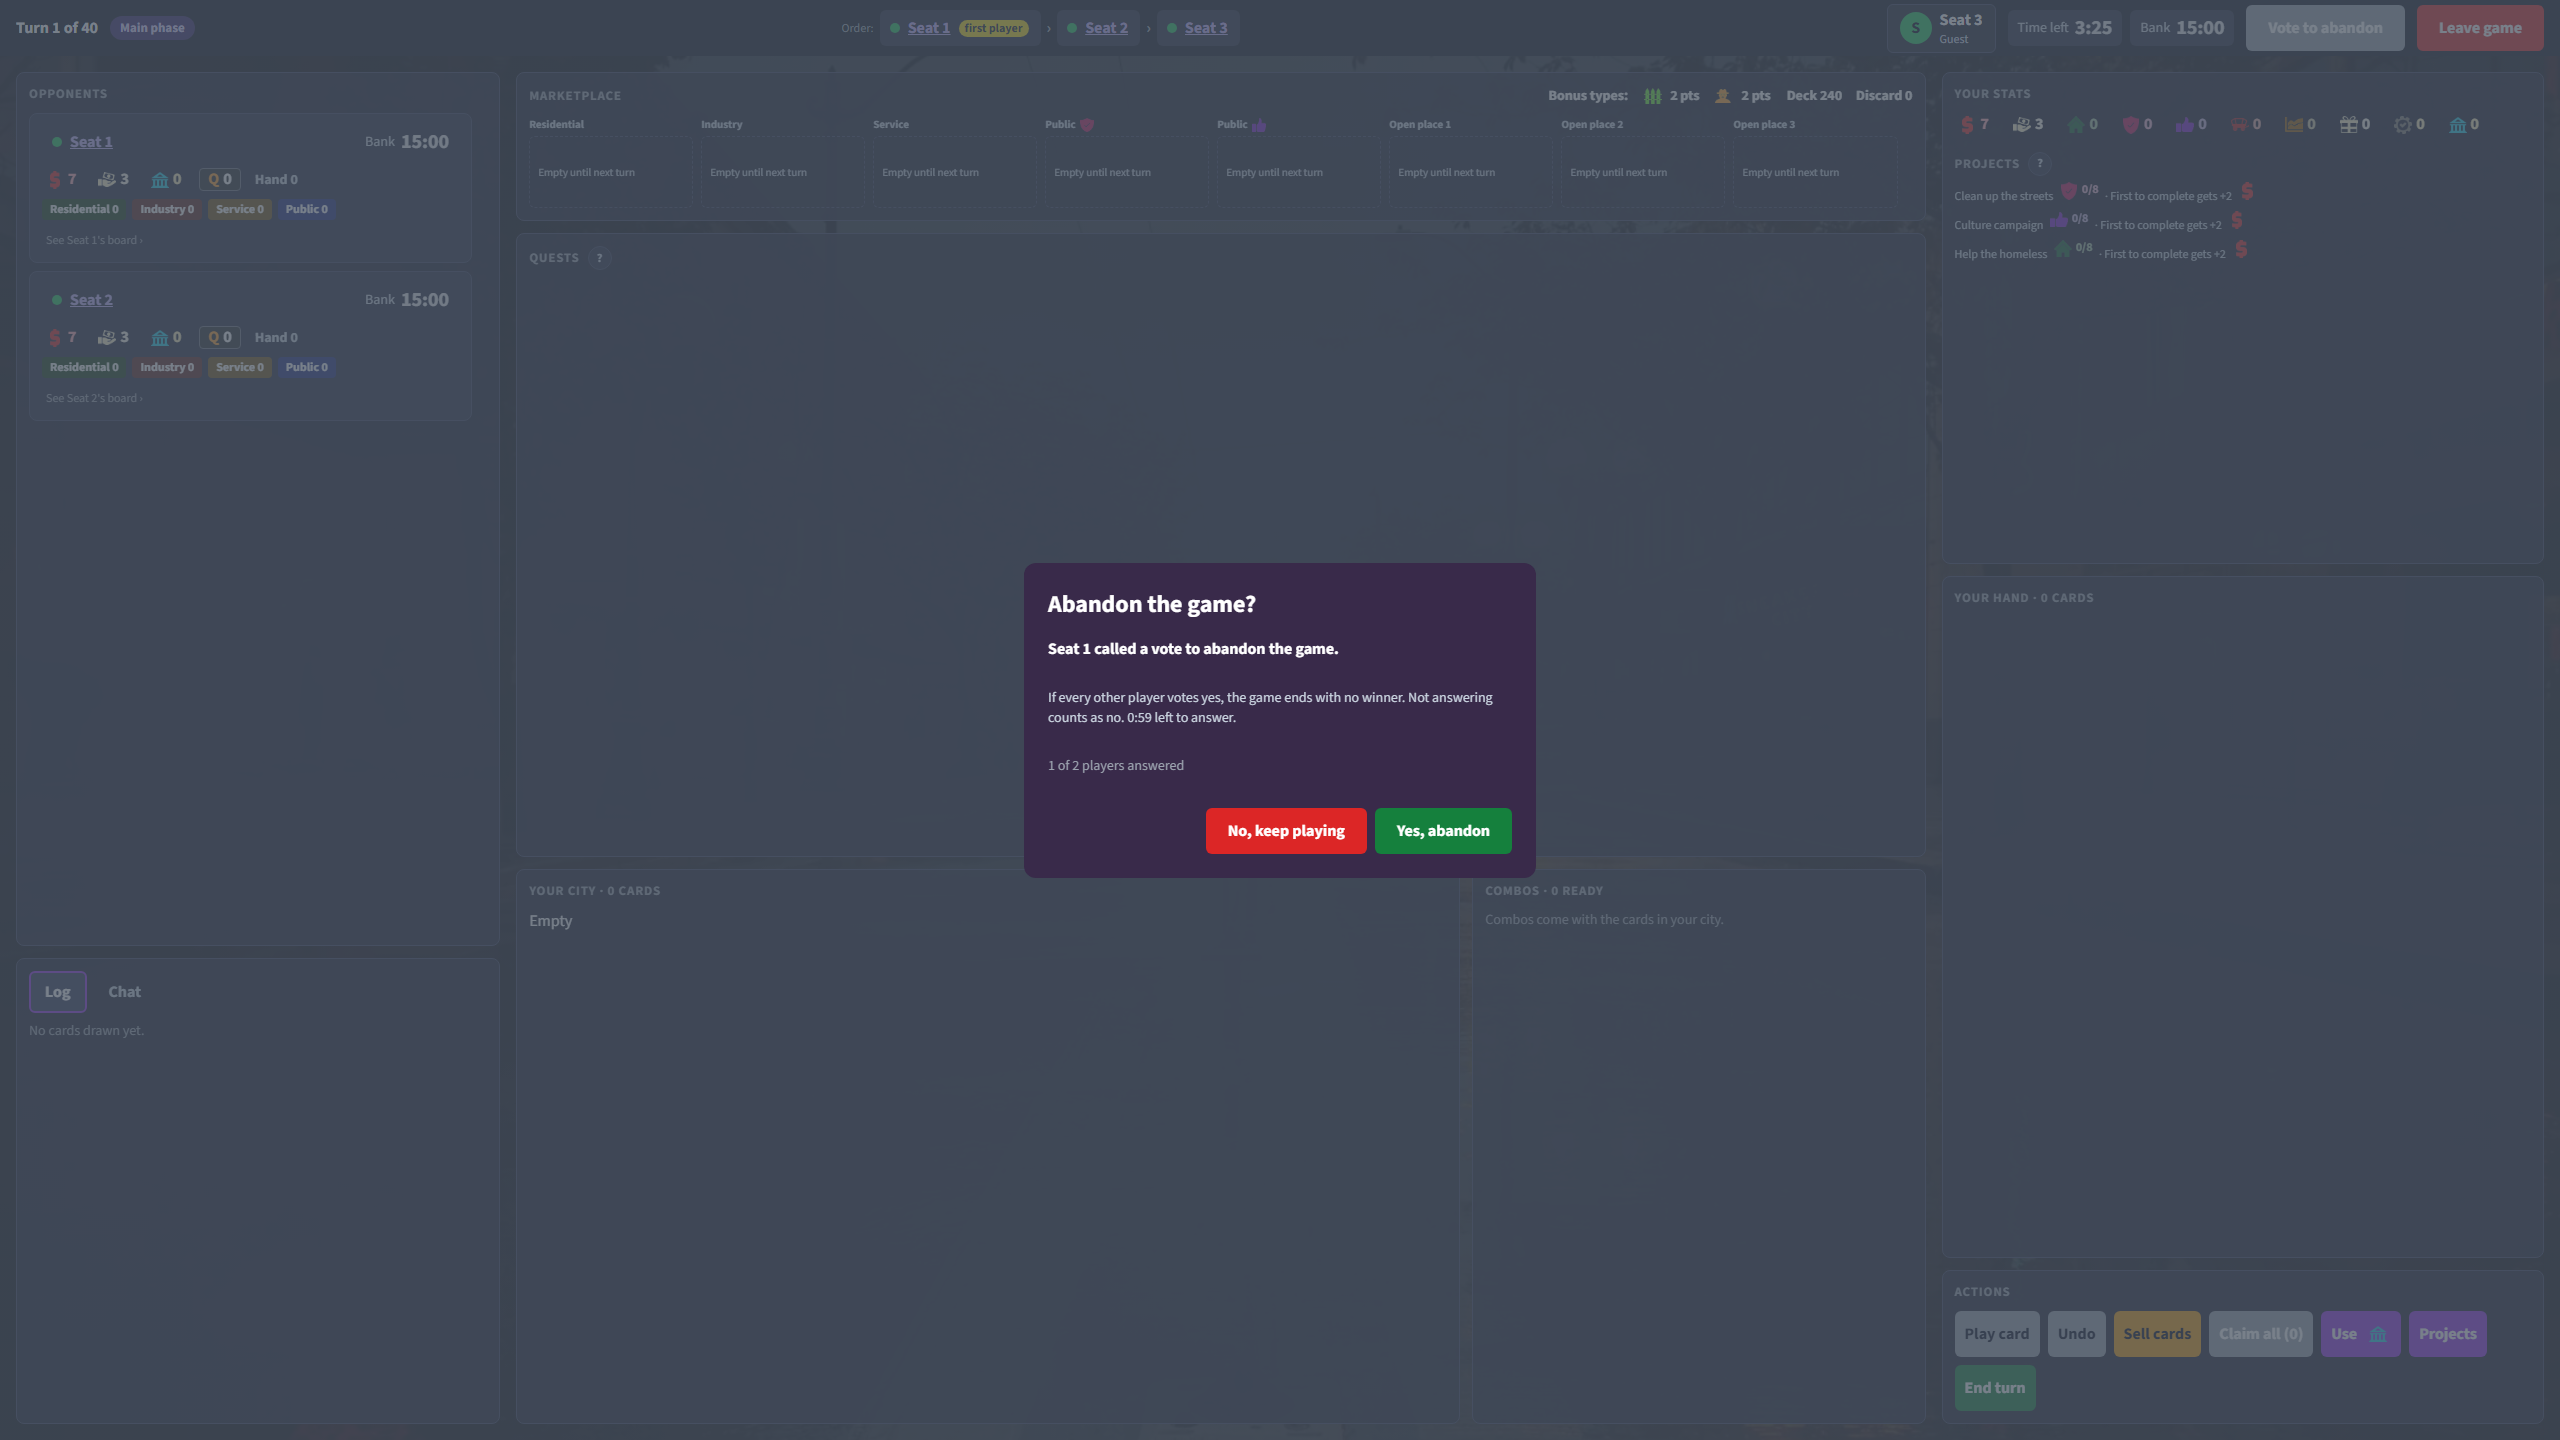 Turn 1 of 40 Main phase
Order: Seat 1 first player › Seat 2 › Seat 3
S Seat 3 Guest Time left 3:25 Bank 15:00 Vote to abandon Leave game
OPPONENTS
Seat 1 Bank 15:00
7 3 0 Q 0 Hand 0
Residential 0 Industry 0 Service 0 Public 0
See Seat 1's board ›
Seat 2 Bank 15:00
7 3 0 Q 0 Hand 0
Residential 0 Industry 0 Service 0 Public 0
See Seat 2's board ›
Log Chat
No cards drawn yet.
MARKETPLACE Bonus types: 2 pts 2 pts Deck 240 Discard 0
Residential Industry Service Public Public Open place 1 Open place 2 Open place 3
Empty until next turn Empty until next turn Empty until next turn Empty until next turn Empty until next turn Empty until next turn Empty until next turn Empty until next turn
QUESTS ?
Abandon the game?
Seat 1 called a vote to abandon the game.
If every other player votes yes, the game ends with no winner. Not answering
counts as no. 0:59 left to answer.
1 of 2 players answered
No, keep playing Yes, abandon
YOUR CITY · 0 CARDS
Empty
COMBOS · 0 READY
Combos come with the cards in your city.
YOUR STATS
$ 7 3 0 0 0 0 0 0 0 0
PROJECTS ?
Clean up the streets 0/8 · First to complete gets +2 $
Culture campaign 0/8 · First to complete gets +2 $
Help the homeless 0/8 · First to complete gets +2 $
YOUR HAND · 0 CARDS
ACTIONS
Play card Undo Sell cards Claim all (0) Use Projects
End turn